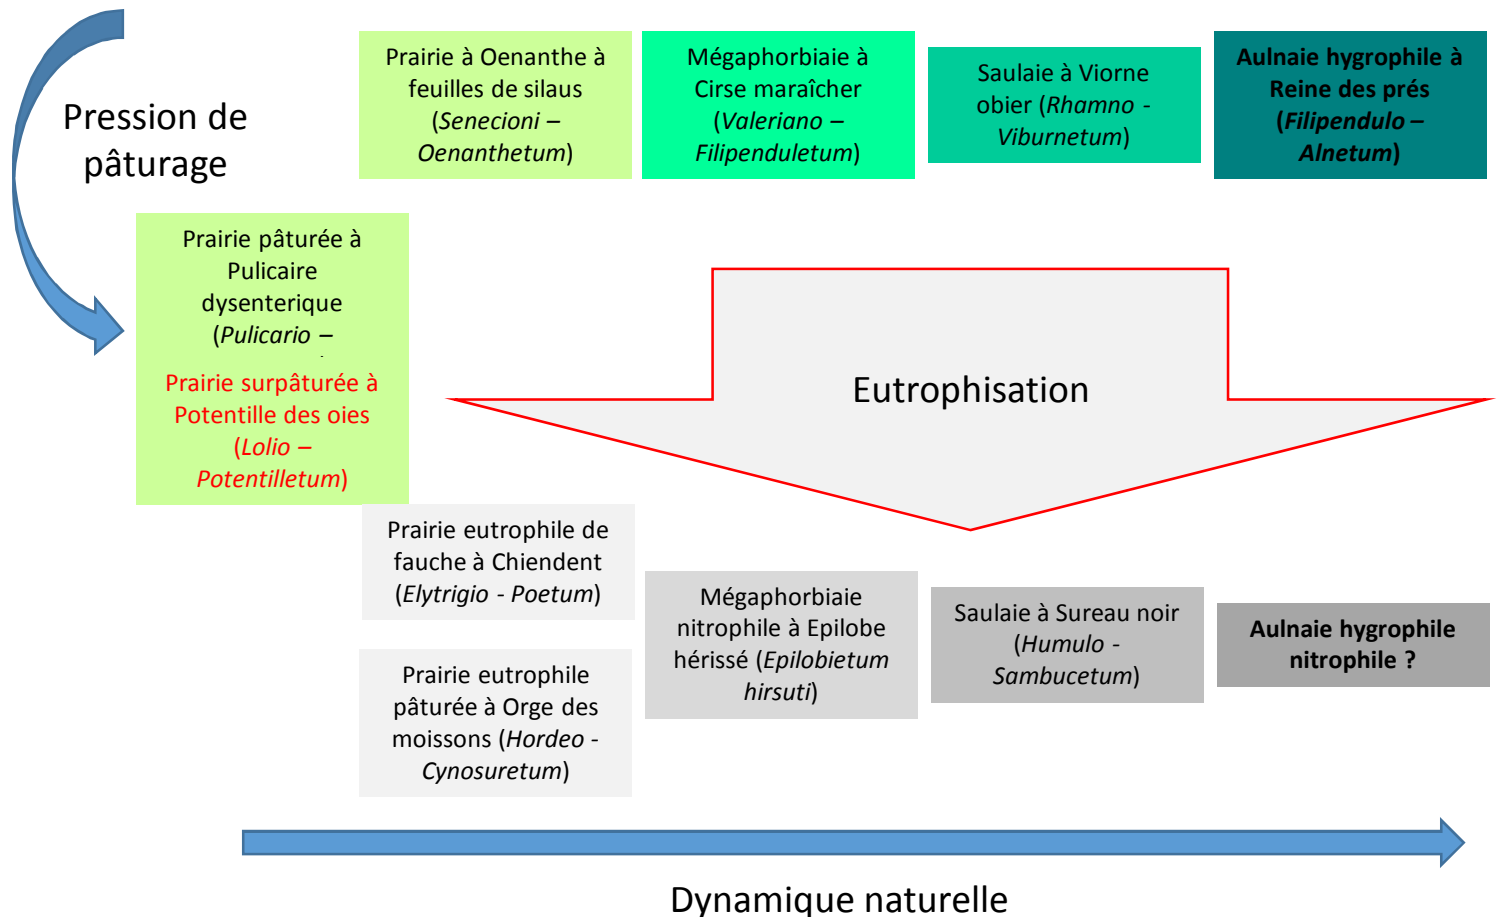 Pression de
pâturage
Prairie à Oenanthe à
feuilles de silaus
(Senecioni –
Oenanthetum)
Mégaphorbiaie à
Cirse maraîcher
(Valeriano –
Filipenduletum)
Saulaie à Viorne
obier (Rhamno -
Viburnetum)
Aulnaie hygrophile à
Reine des prés
(Filipendulo –
Alnetum)
Prairie pâturée à
Pulicaire
dysenterique
(Pulicario –
Prairie surpâturée à
Potentille des oies
(Lolio –
Potentilletum)
Eutrophisation
Prairie eutrophile de
fauche à Chiendent
(Elytrigio - Poetum)
Prairie eutrophile
pâturée à Orge des
moissons (Hordeo -
Cynosuretum)
Mégaphorbiaie
nitrophile à Epilobe
hérissé (Epilobietum
hirsuti)
Saulaie à Sureau noir
(Humulo -
Sambucetum)
Aulnaie hygrophile
nitrophile ?
Dynamique naturelle